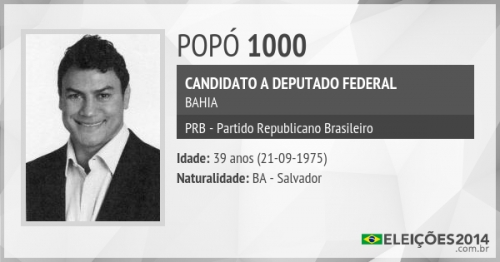 POPÓ 1000
CANDIDATO A DEPUTADO FEDERAL
BAHIA
PRB - Partido Republicano Brasileiro
Idade: 39 anos (21-09-1975)
Naturalidade: BA - Salvador
ELEIÇÕES2014
.com.br